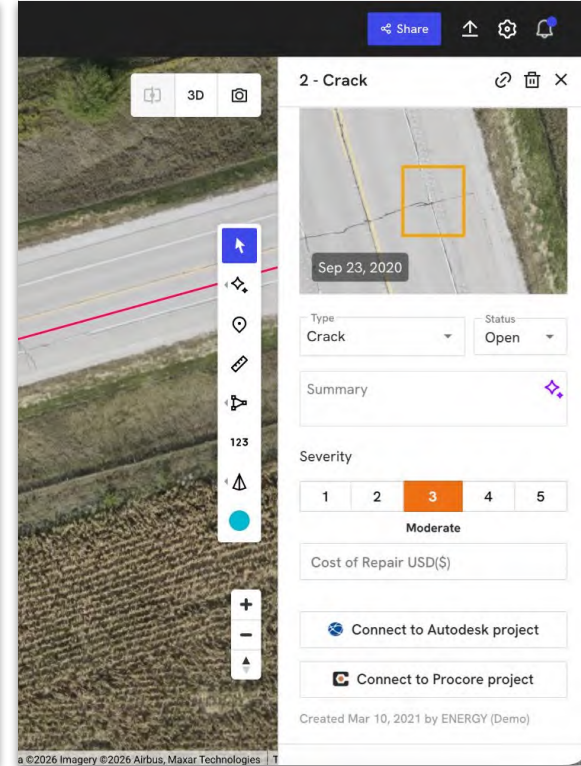 Share
3D
2 - Crack
Sep 23, 2020
Type
Crack
Status
Open
Summary
123
Severity
1 2 3 4 5
Moderate
Cost of Repair USD($)
Connect to Autodesk project
Connect to Procore project
Created Mar 10, 2021 by ENERGY (Demo)
a ©2026 Imagery ©2026 Airbus, Maxar Technologies T